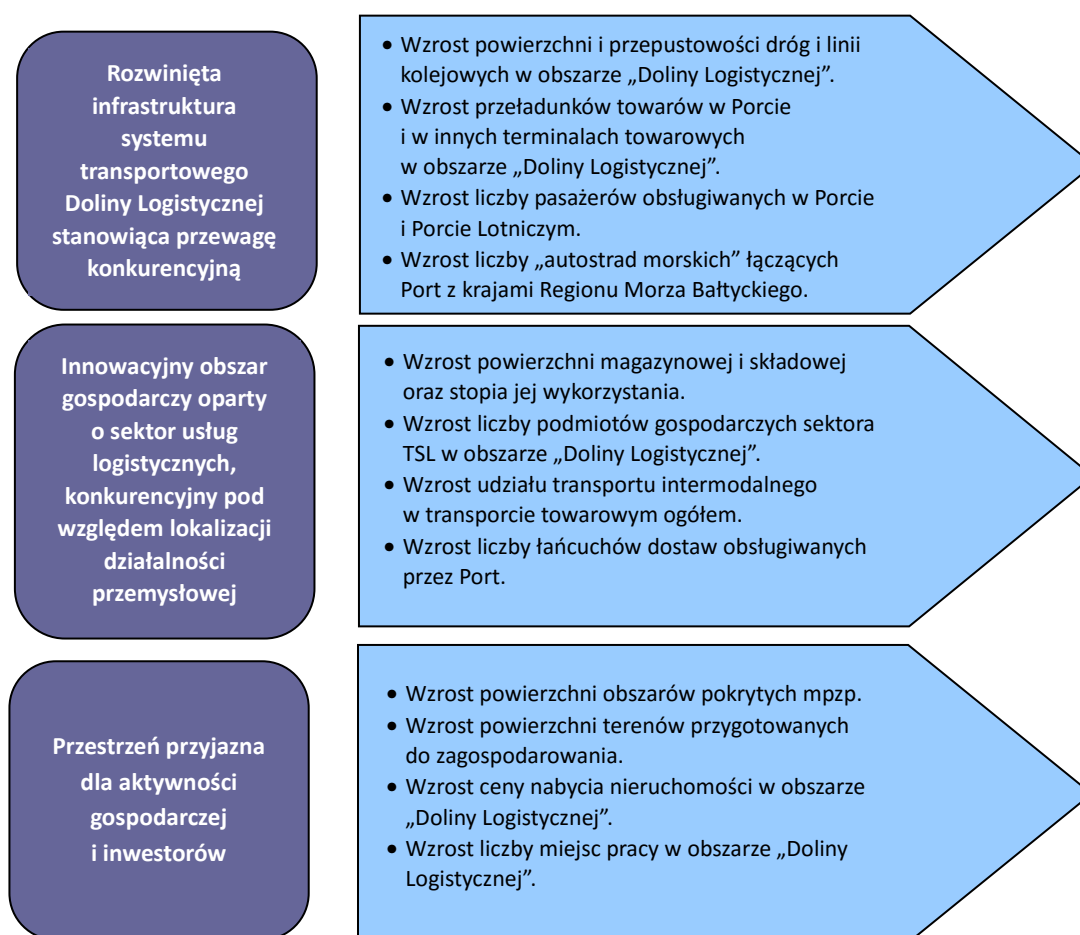 Rozwinięta
infrastruktura
systemu
transportowego
Doliny Logistycznej
stanowiąca przewagę
konkurencyjną
• Wzrost powierzchni i przepustowości dróg i linii
kolejowych w obszarze „Doliny Logistycznej”.
• Wzrost przeładunków towarów w Porcie
i w innych terminalach towarowych
w obszarze „Doliny Logistycznej”.
• Wzrost liczby pasażerów obsługiwanych w Porcie
i Porcie Lotniczym.
• Wzrost liczby „autostrad morskich” łączących
Port z krajami Regionu Morza Bałtyckiego.
Innowacyjny obszar
gospodarczy oparty
o sektor usług
logistycznych,
konkurencyjny pod
względem lokalizacji
działalności
przemysłowej
• Wzrost powierzchni magazynowej i składowej
oraz stopia jej wykorzystania.
• Wzrost liczby podmiotów gospodarczych sektora
TSL w obszarze „Doliny Logistycznej”.
• Wzrost udziału transportu intermodalnego
w transporcie towarowym ogółem.
• Wzrost liczby łańcuchów dostaw obsługiwanych
przez Port.
Przestrzeń przyjazna
dla aktywności
gospodarczej
i inwestorów
• Wzrost powierzchni obszarów pokrytych mpzp.
• Wzrost powierzchni terenów przygotowanych
do zagospodarowania.
• Wzrost ceny nabycia nieruchomości w obszarze
„Doliny Logistycznej”.
• Wzrost liczby miejsc pracy w obszarze „Doliny
Logistycznej”.